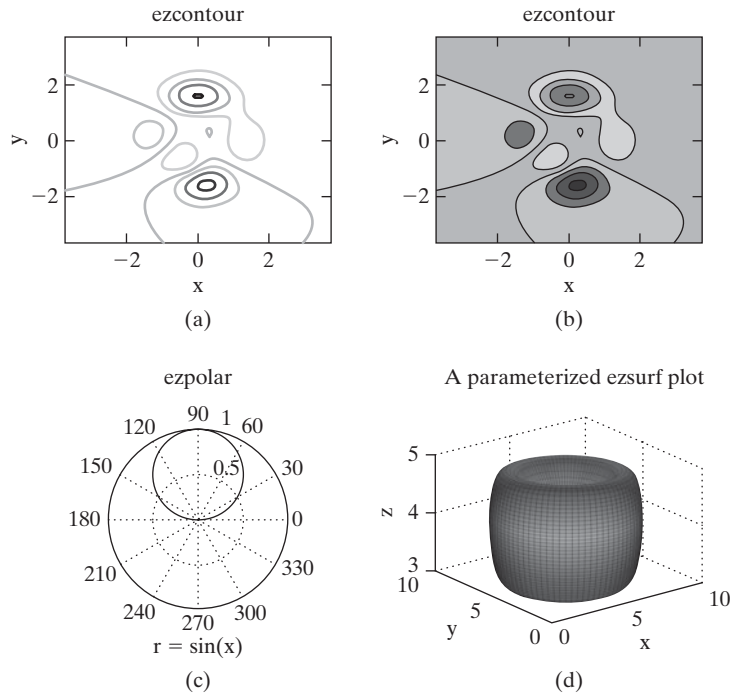 ezcontour
2
0
−2
y
−2 0 2
x
(a)
ezcontour
2
0
−2
y
−2 0 2
x
(b)
ezpolar
90 1
120 60
150 0.5 30
180 0
210 330
240 300
270
r = sin(x)
(c)
A parameterized ezsurf plot
5
z 4
3
10
5
y
0 0
5
x
10
(d)